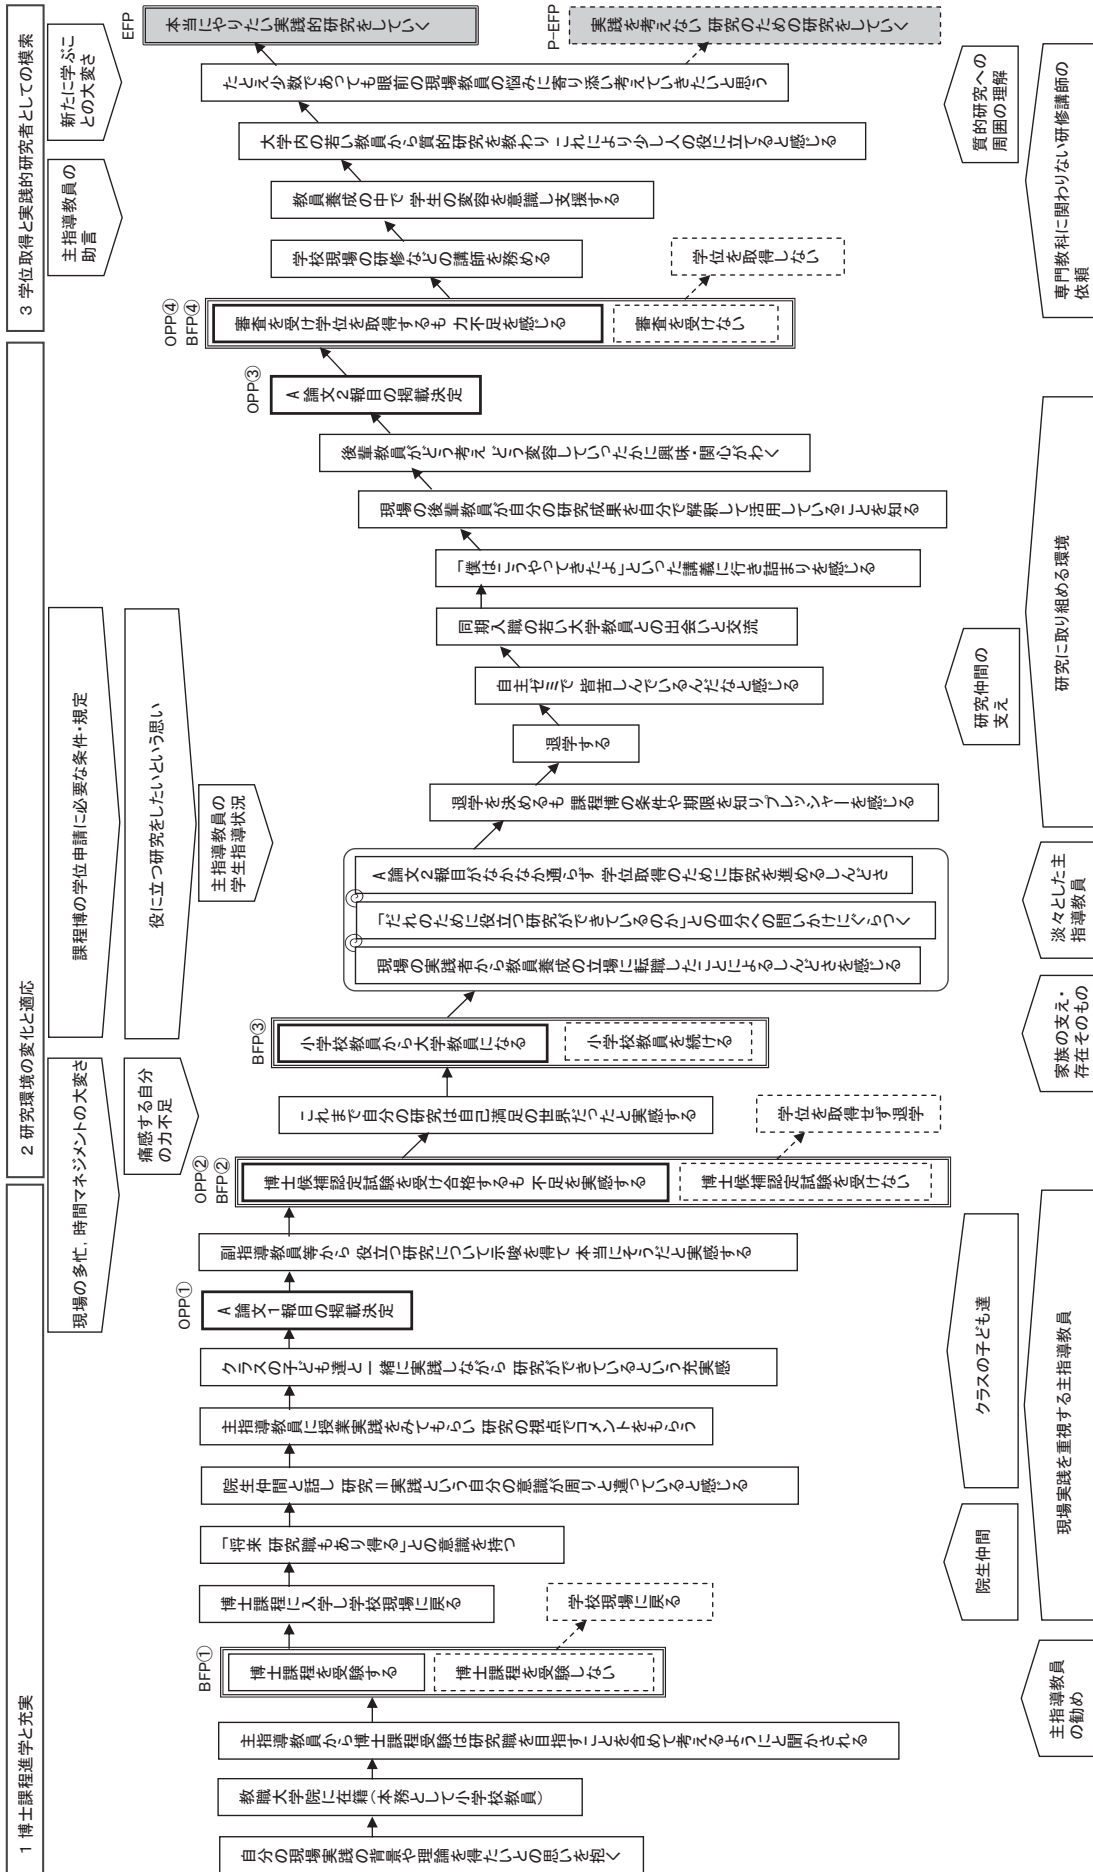 1 博士課程進学と充実
2 研究環境の変化と適応
3 学位取得と実践的研究者としての模索
現場の多忙，時間マネジメントの大変さ
痛感する自分
の力不足
課程博の学位申請に必要な条件・規定
役に立つ研究をしたいという思い
主指導教員の
学生指導状況
主指導教員の
助言
新たに学ぶこ
との大変さ
自分の現場実践の背景や理論を得たいとの思いを抱く
教職大学院に在籍(本務として小学校教員)
主指導教員から博士課程受験は研究職を目指すことを含めて考えるようにと聞かされる
BFP①
博士課程を受験する
博士課程を受験しない
学校現場に戻る
博士課程に入学し学校現場に戻る
「将来 研究職もあり得る」との意識を持つ
院生仲間と話し 研究＝実践という自分の意識が周りと違っていると感じる
主指導教員に授業実践をみてもらい 研究の視点でコメントをもらう
クラスの子ども達と一緒に実践しながら 研究ができているという充実感
OPP①
A論文1報目の掲載決定
副指導教員等から 役立つ研究について示唆を得て 本当にそうだと実感する
OPP②
BFP②
博士候補認定試験を受け合格するも 不足を実感する
博士候補認定試験を受けない
学位を取得せず退学
これまで自分の研究は自己満足の世界だったと実感する
BFP③
小学校教員から大学教員になる
小学校教員を続ける
現場の実践者から教員養成の立場に転職したことによるしんどさを感じる
「だれのために役立つ研究ができているのか」との自分への問いかけにぐらつく
A論文2報目がなかなか通らず 学位取得のために研究を進めるしんどさ
退学を決めるも 課程博の条件や期限を知りプレッシャーを感じる
退学する
自主ゼミで 皆苦しんでいるんだなと感じる
同期入職の若い大学教員との出会いと交流
「僕はこうやってきたよ」といった講義に行き詰まりを感じる
現場の後輩教員が自分の研究成果を自分で解釈して活用していることを知る
後輩教員がどう考え どう変容していったかに興味・関心がわく
OPP③
A論文2報目の掲載決定
OPP④
BFP④
審査を受け学位を取得するも 力不足を感じる
審査を受けない
学位を取得しない
学校現場の研修などの講師を務める
教員養成の中で 学生の変容を意識し支援する
大学内の若い教員から質的研究を教わり これにより少し人の役に立てると感じる
たとえ少数であっても眼前の現場教員の悩みに寄り添い考えていきたいと思う
EFP
本当にやりたい実践的研究をしていく
P-EFP
実践を考えない 研究のための研究をしていく
主指導教員
の勧め
院生仲間
クラスの子ども達
現場実践を重視する主指導教員
家族の支え・
存在そのもの
淡々とした主
指導教員
研究仲間の
支え
研究に取り組める環境
質的研究への
周囲の理解
専門教科に関わりない研修講師の
依頼